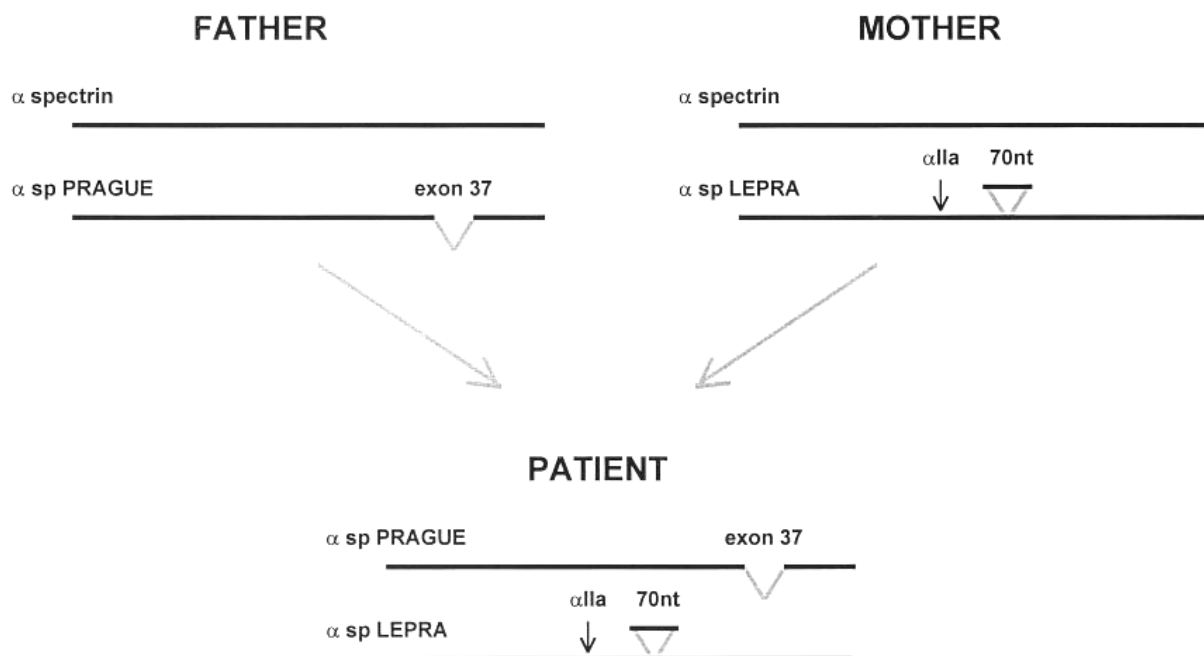 FATHER
MOTHER
α spectrin
α spectrin
αIIa 70nt
α sp PRAGUE exon 37
α sp LEPRA
PATIENT
α sp PRAGUE exon 37
αIIa 70nt
α sp LEPRA